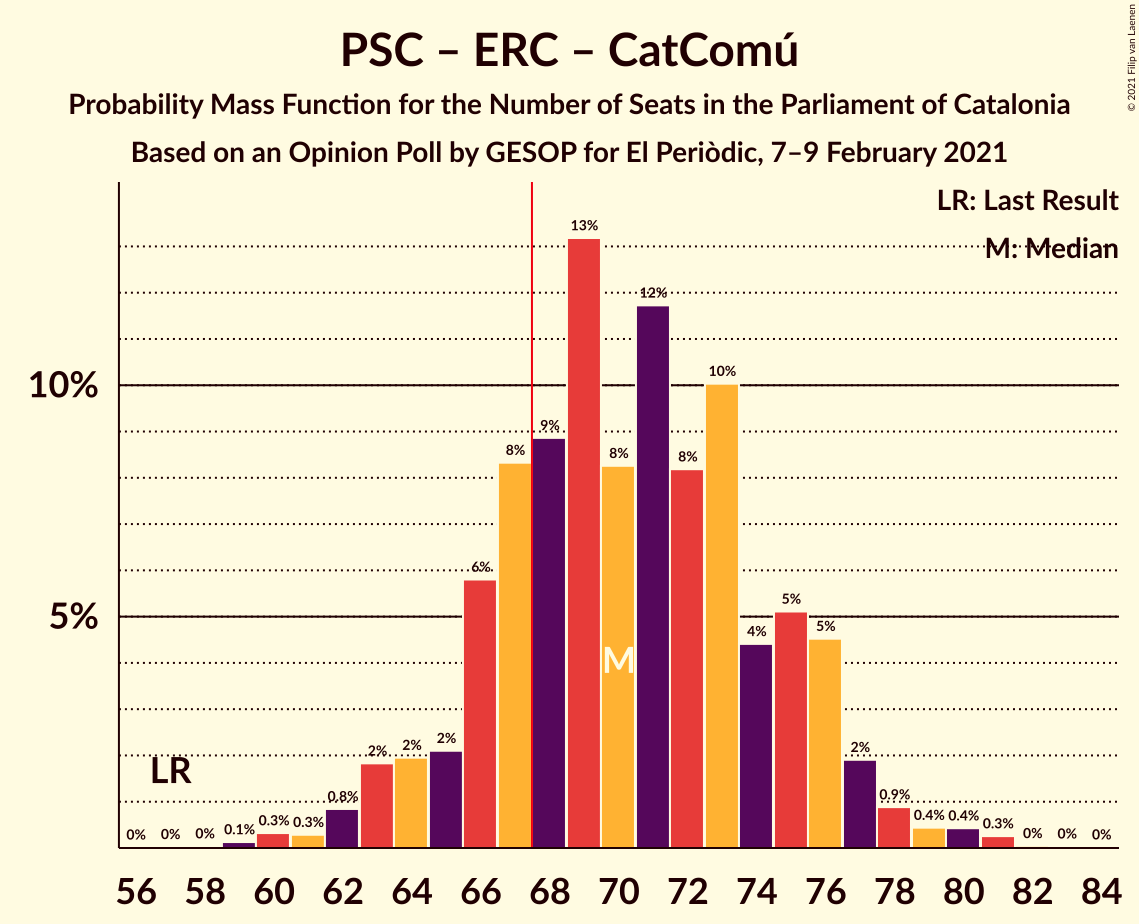 PSC – ERC – CatComú
Probability Mass Function for the Number of Seats in the Parliament of Catalonia
Based on an Opinion Poll by GESOP for El Periòdic, 7–9 February 2021
© 2021 Filip van Laenen
LR: Last Result
M: Median
10%
5%
0% 0% 0% 0.1% 0.3% 0.3% 0.8% 2% 2% 2% 6% 8% 9% 13% 8% 12% 8% 10% 4% 5% 5% 2% 0.9% 0.4% 0.4% 0.3% 0% 0% 0%
M
LR
56 58 60 62 64 66 68 70 72 74 76 78 80 82 84